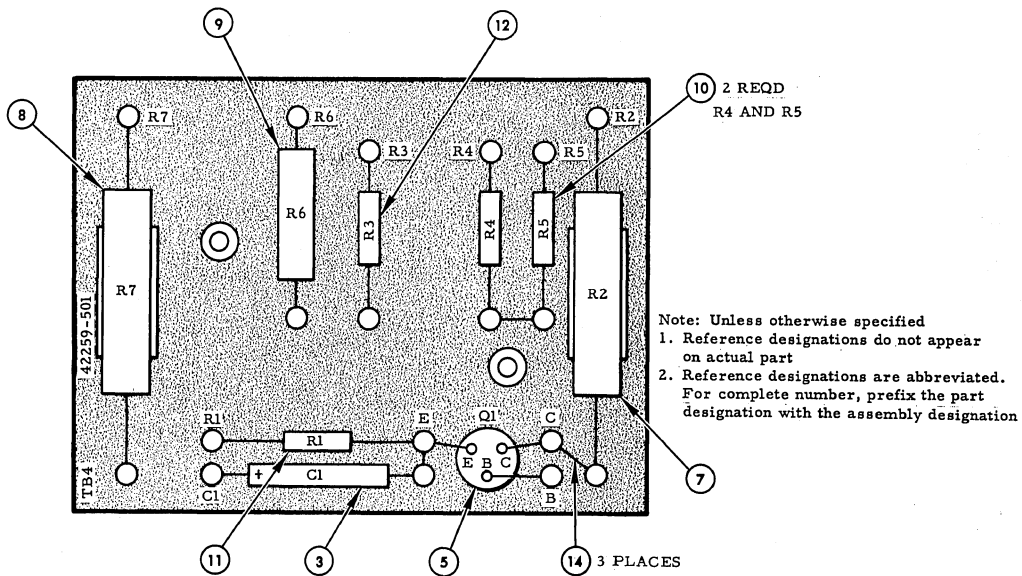 9
12
8
10 2 REQD
R4 AND R5
R7
R6
R2
R3
R4
R5
R6
R3
R4
R5
R7
R2
42259-501
Note: Unless otherwise specified
1. Reference designations do not appear
on actual part
2. Reference designations are abbreviated.
For complete number, prefix the part
designation with the assembly designation
R1
E
Q1
C
R1
E
B
C
+
C1
TB4
C1
B
7
11
3
5
14 3 PLACES